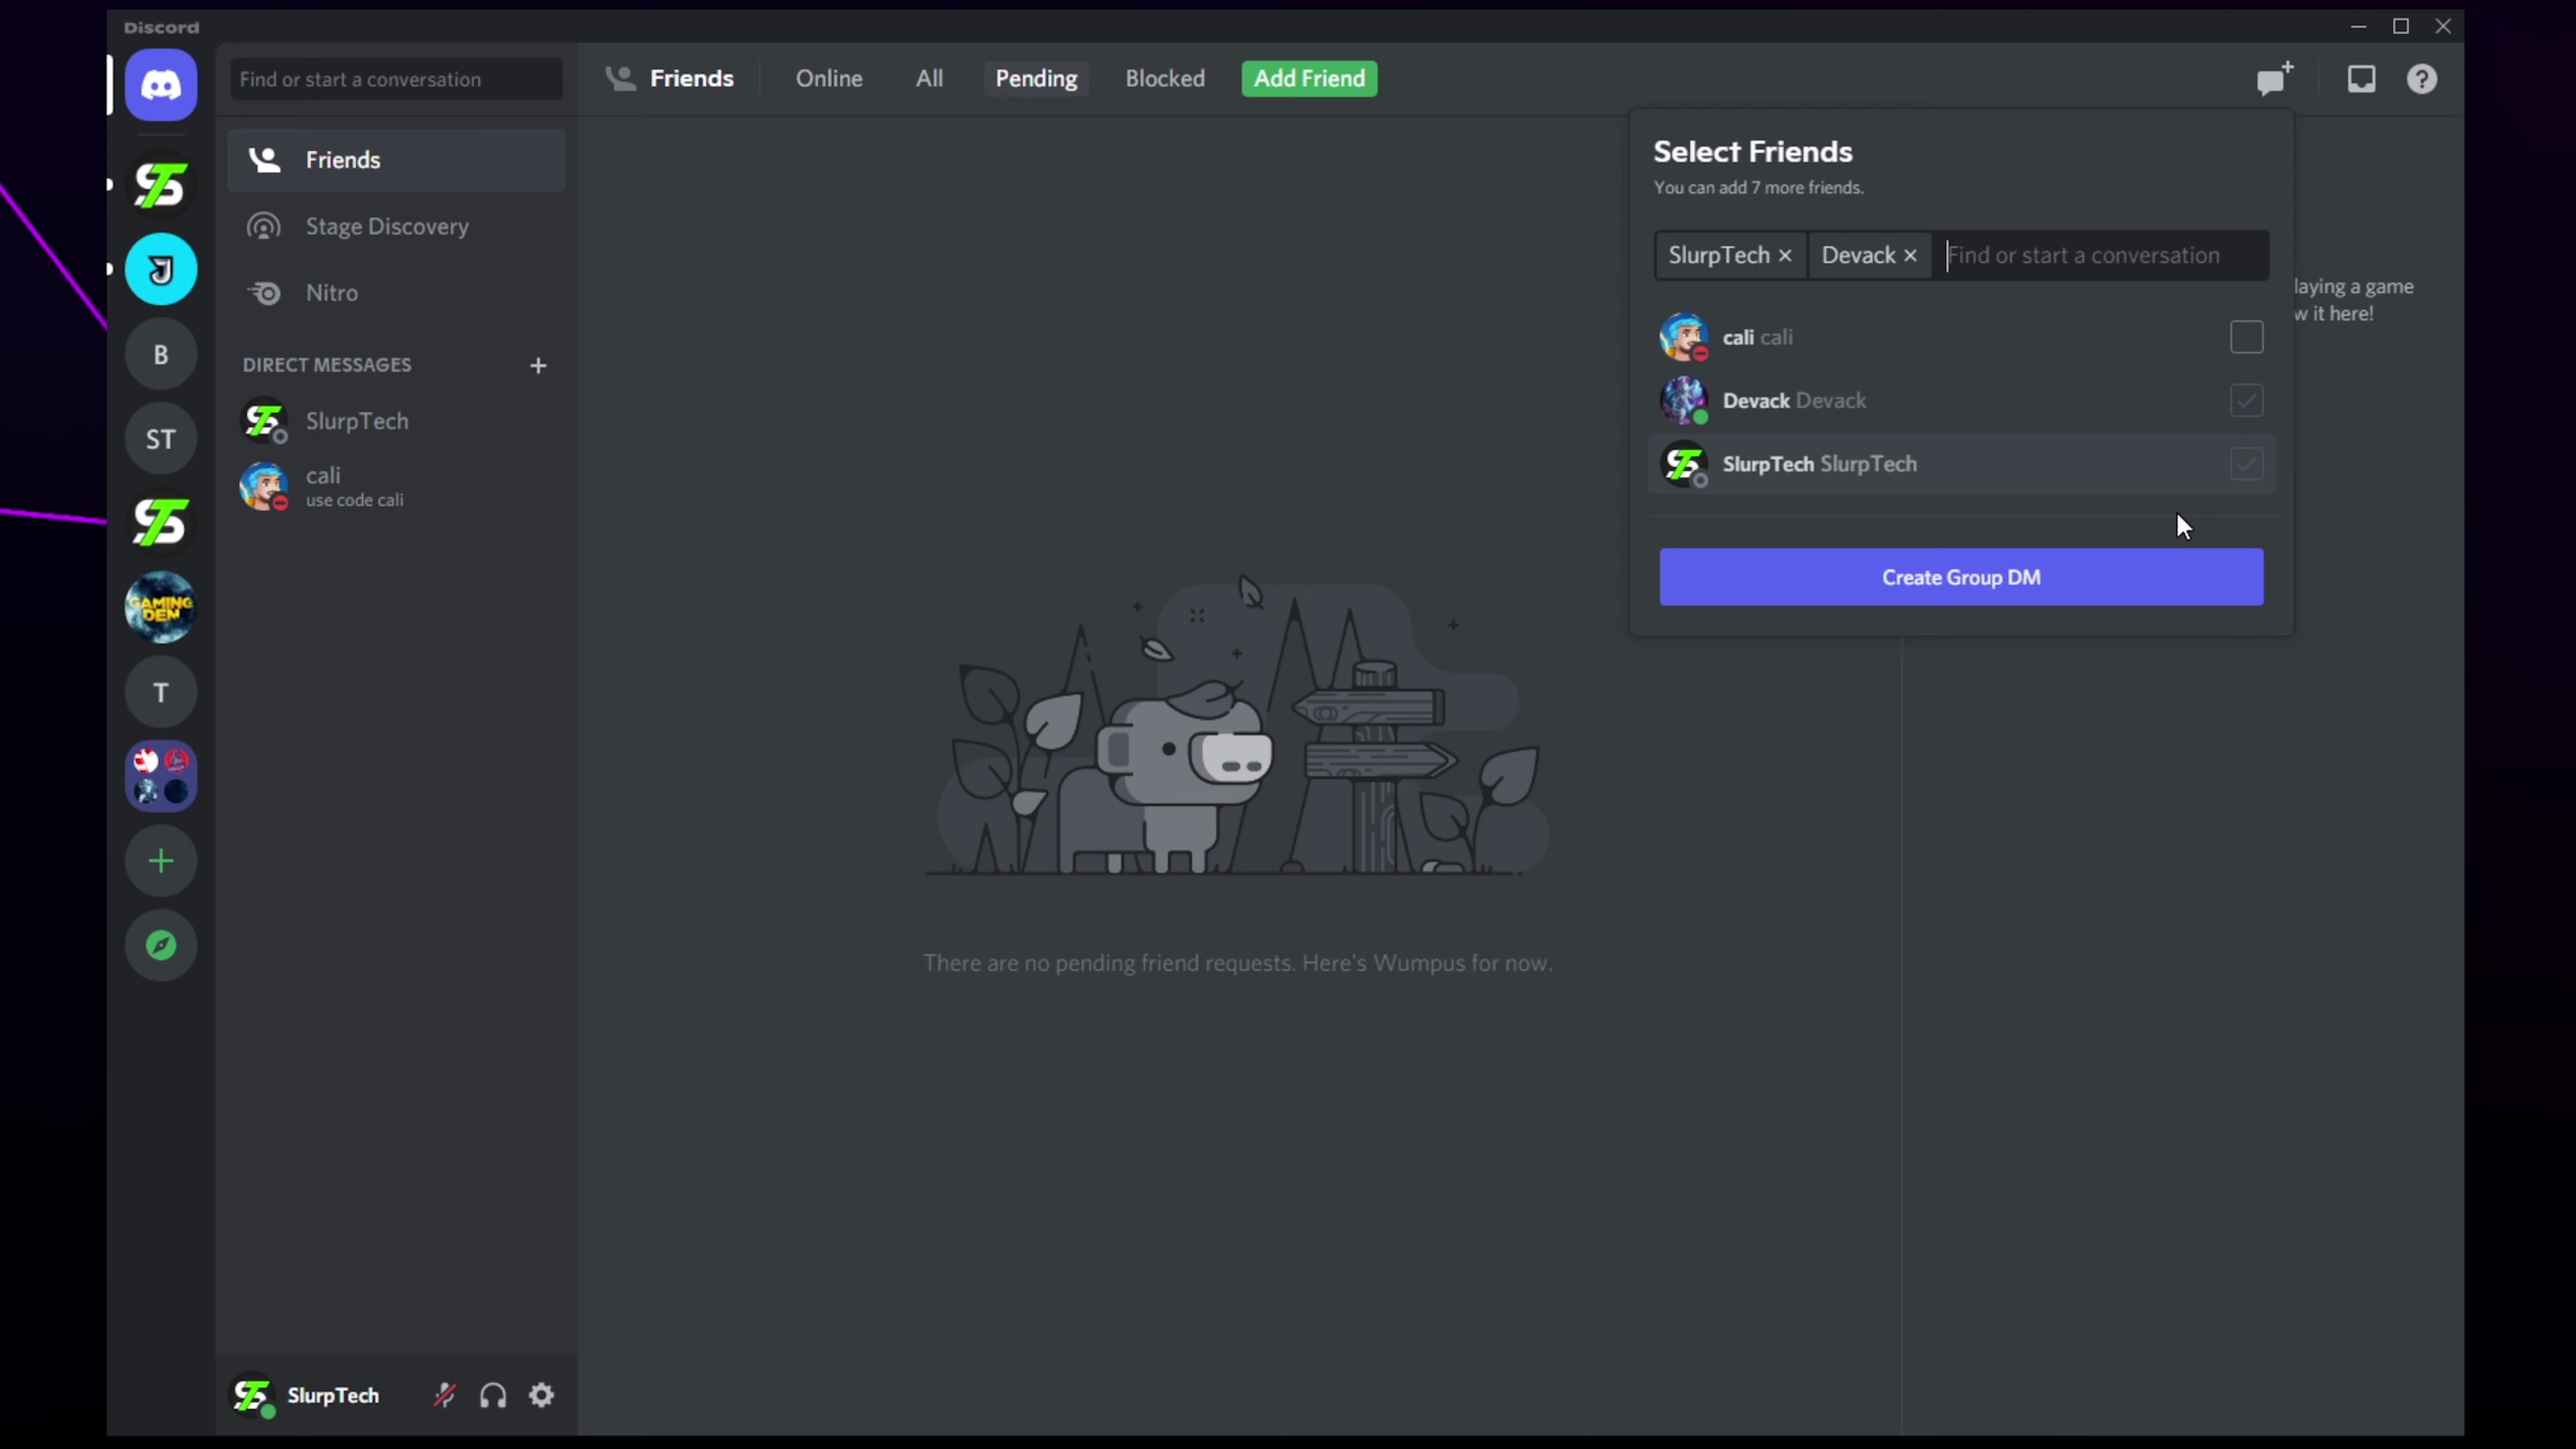 Discord
Find or start a conversation
Friends
Online
All
Pending
Blocked
Add Friend
Friends
Stage Discovery
Nitro
DIRECT MESSAGES
SlurpTech
cali
use code cali
B
ST
GAMING
DEN
T
Select Friends
You can add 7 more friends.
SlurpTech ×
Devack ×
Find or start a conversation
cali cali
Devack Devack
SlurpTech SlurpTech
Create Group DM
laying a game
w it here!
There are no pending friend requests. Here's Wumpus for now.
SlurpTech